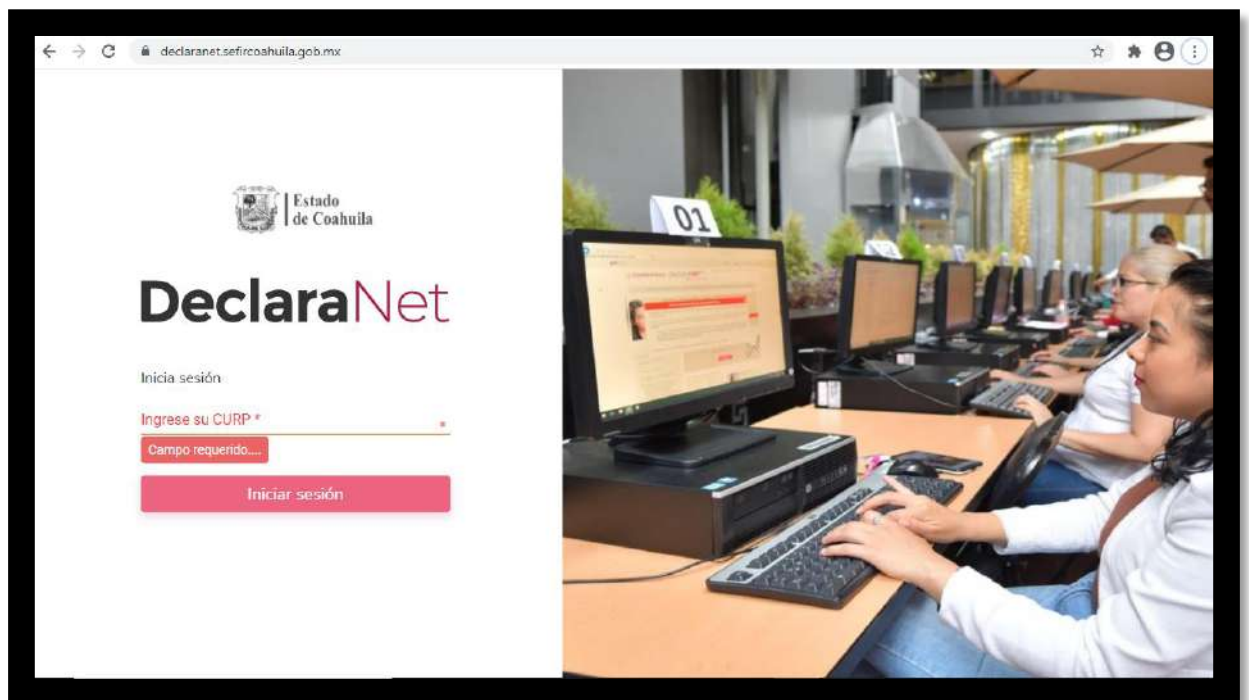 declaranet.sefircoahuila.gob.mx
Estado
de Coahuila
DeclaraNet
Inicia sesión
Ingrese su CURP *
*
Campo requerido....
Iniciar sesión
01